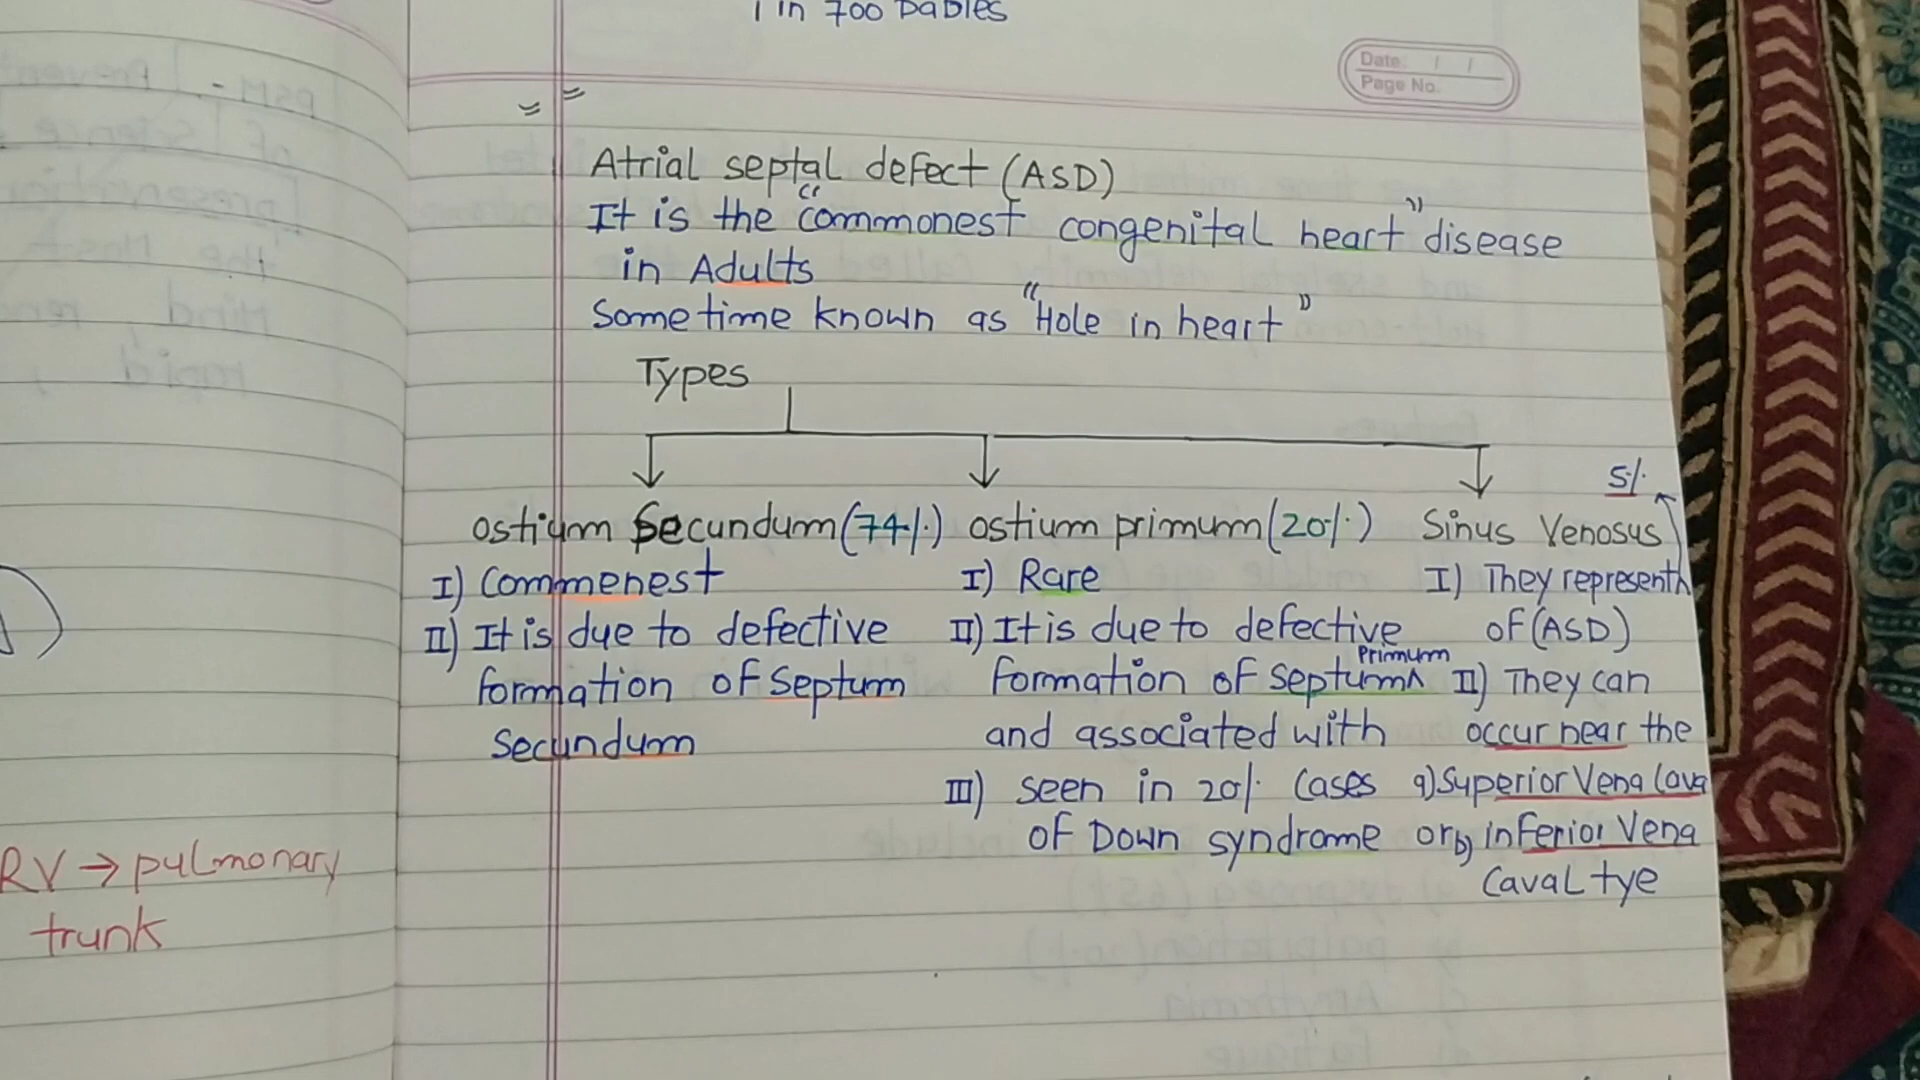 1 in 700 babies
Date: / /
Page No.
Atrial septal defect (ASD)
It is the "commonest congenital heart" disease
in Adults
Sometime known as "Hole in heart"
Types
5%
ostium Secundum (74%) ostium primum (20%) Sinus Venosus
I) Commenest
II) It is due to defective
formation of Septum
Secundum
I) Rare
II) It is due to defective
formation of septum primum
and associated with
III) seen in 20% Cases
of Down syndrome
I) They represent
of (ASD)
II) They can
occur near the
a) Superior Vena Cava
or b) inferior Vena
Caval tye
RV → pulmonary
trunk